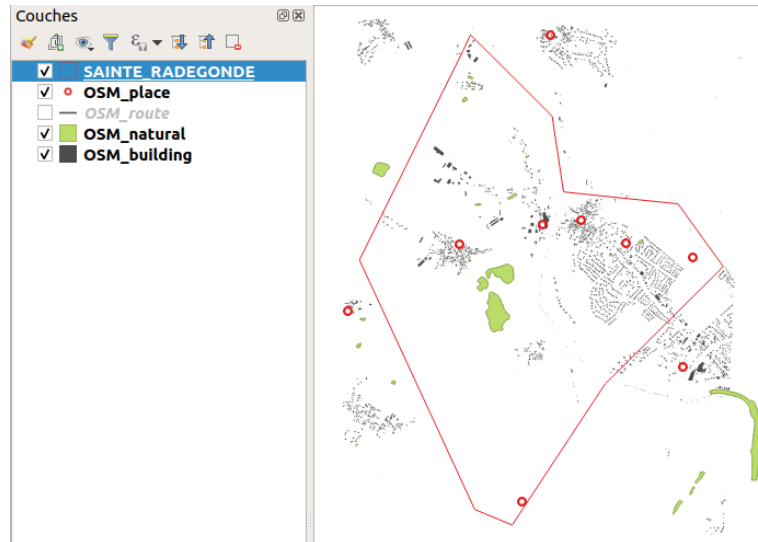 Couches
SAINTE_RADEGONDE
OSM_place
OSM_route
OSM_natural
OSM_building